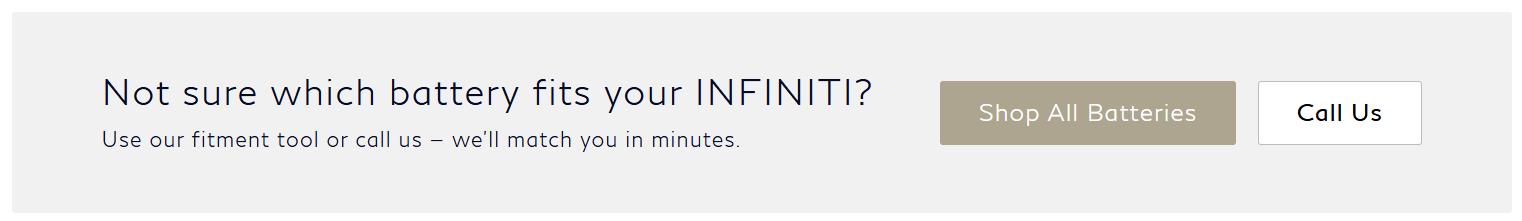 Not sure which battery fits your INFINITI?
Use our fitment tool or call us – we'll match you in minutes.
Shop All Batteries
Call Us